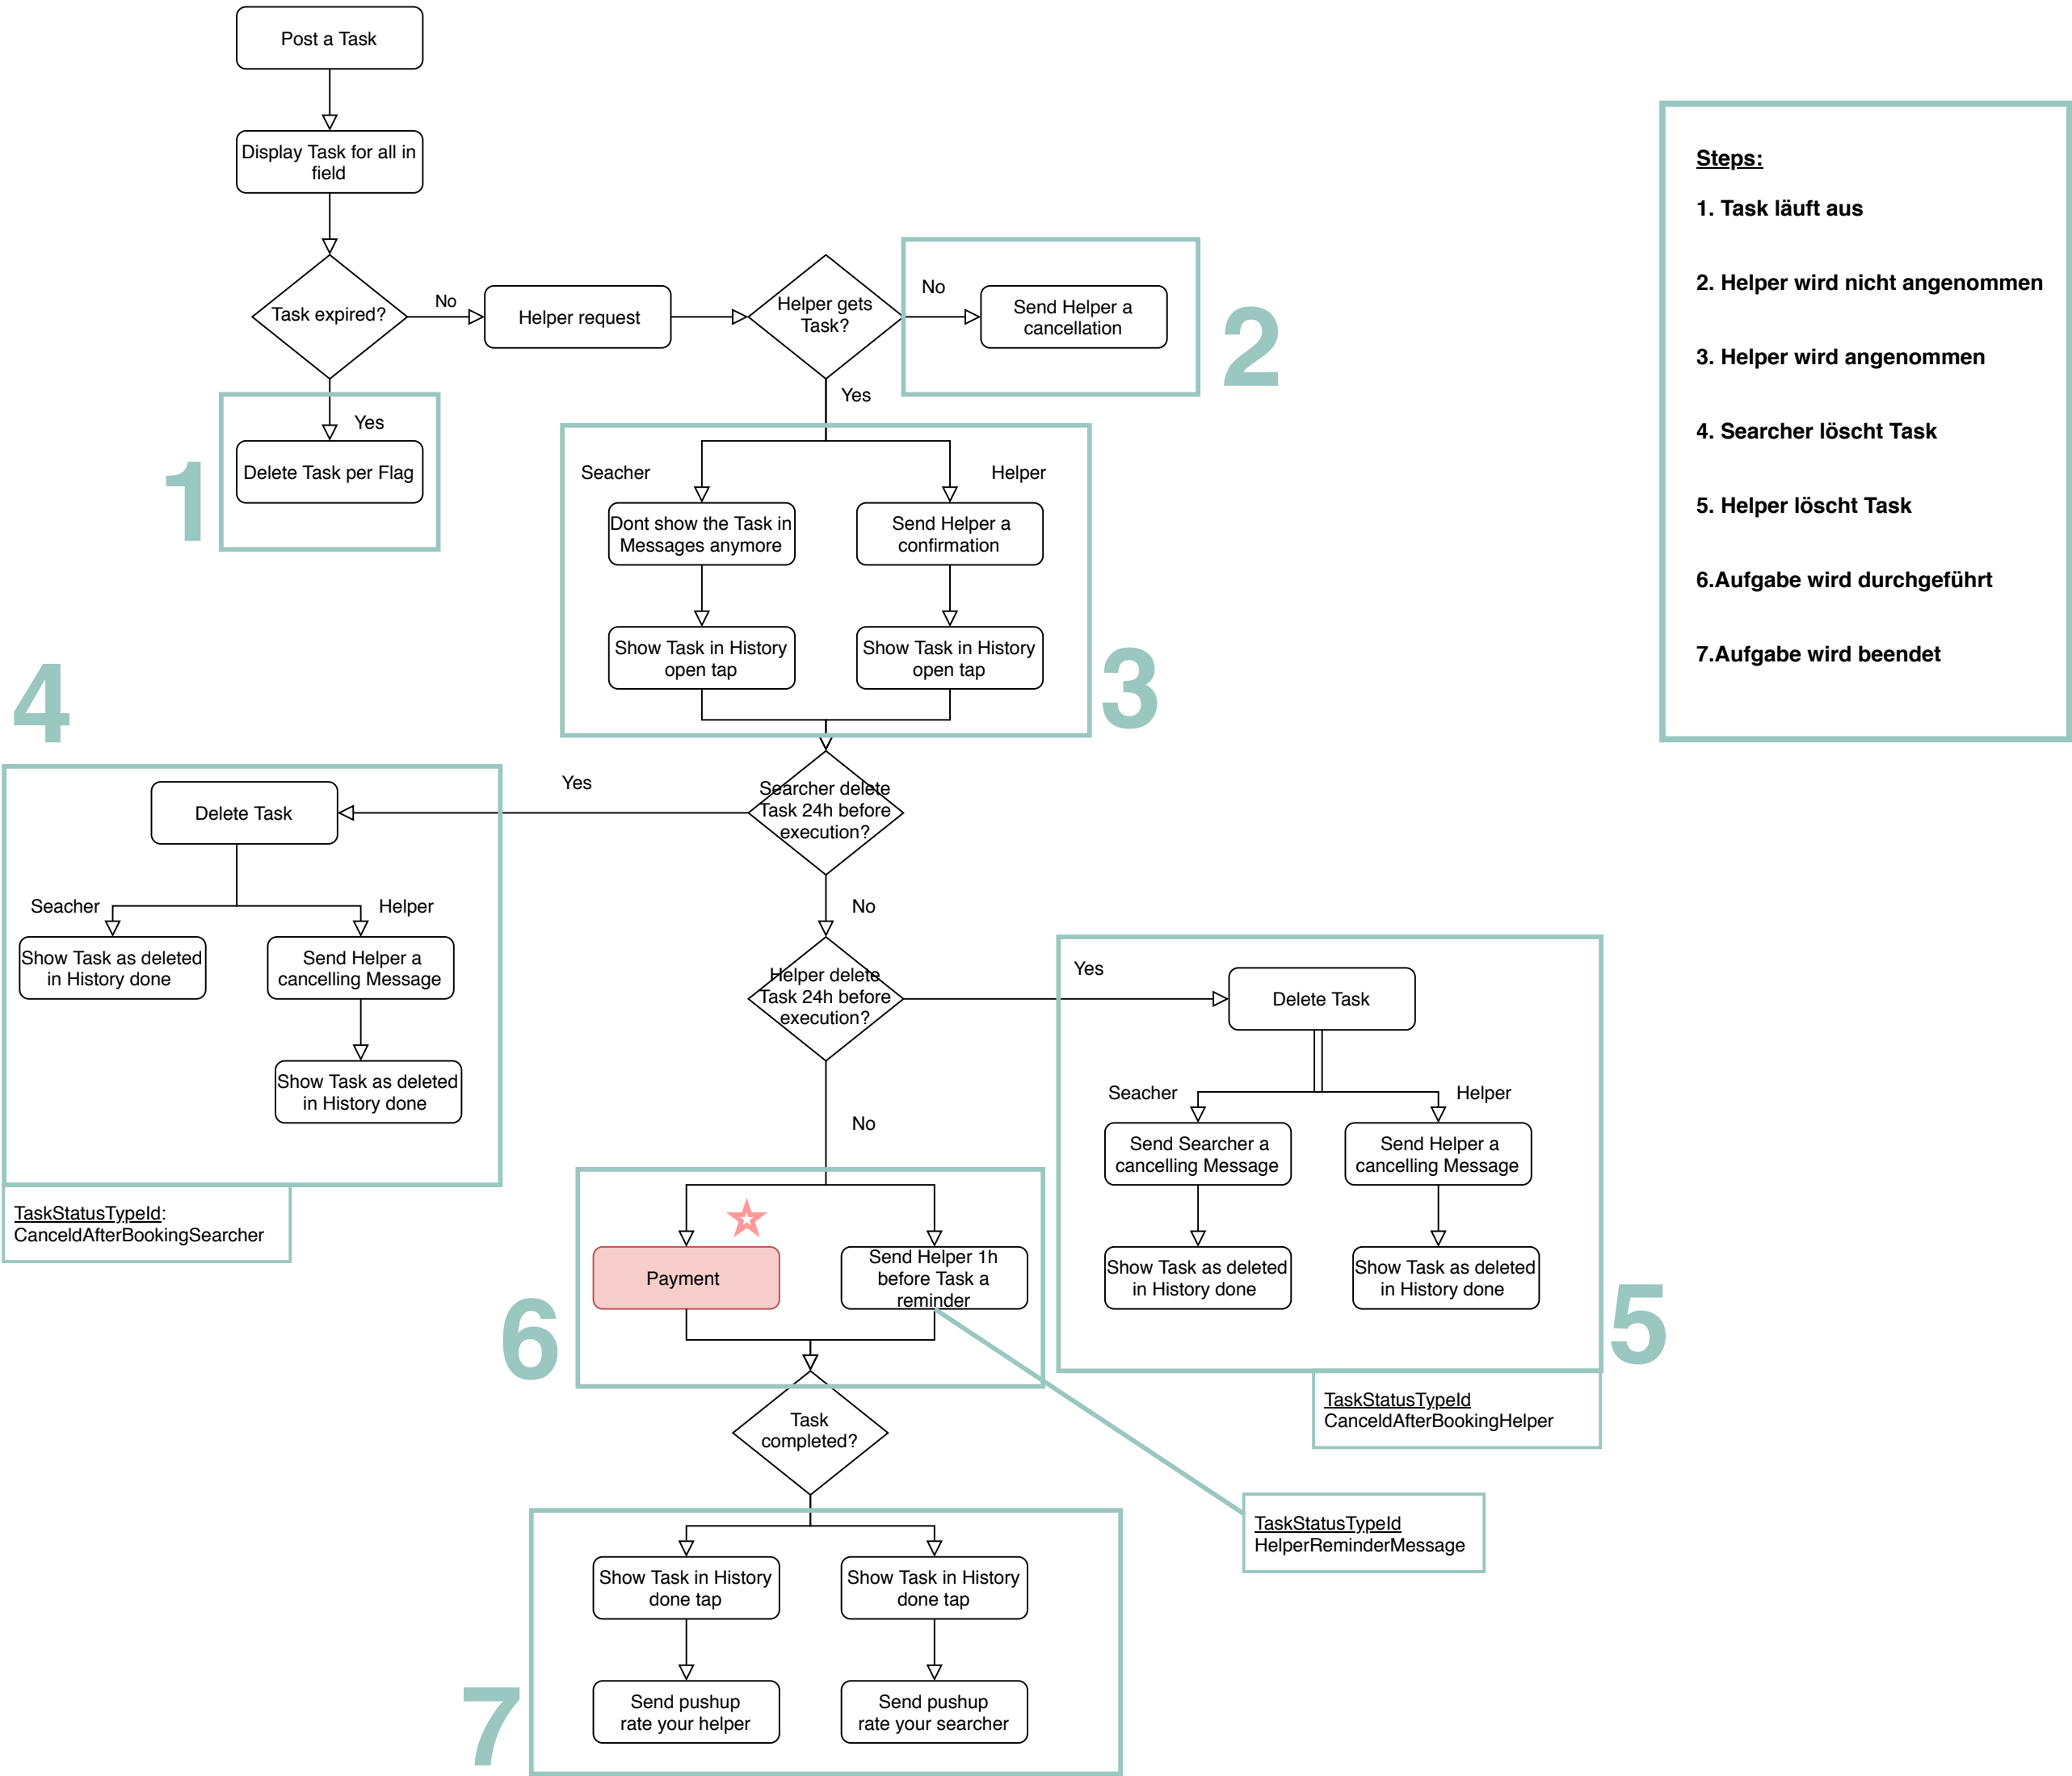 Post a Task
Display Task for all in
field
Task expired?
No
Helper request
Helper gets
Task?
No
Send Helper a
cancellation
2
Yes
Delete Task per Flag
1
Yes
Seacher
Helper
Dont show the Task in
Messages anymore
Send Helper a
confirmation
Show Task in History
open tap
Show Task in History
open tap
3
Steps:
1. Task läuft aus
2. Helper wird nicht angenommen
3. Helper wird angenommen
4. Searcher löscht Task
5. Helper löscht Task
6.Aufgabe wird durchgeführt
7.Aufgabe wird beendet
4
Searcher delete
Task 24h before
execution?
Yes
Delete Task
Seacher
Helper
Show Task as deleted
in History done
Send Helper a
cancelling Message
Show Task as deleted
in History done
TaskStatusTypeId:
CanceldAfterBookingSearcher
No
Helper delete
Task 24h before
execution?
Yes
Delete Task
Seacher
Helper
Send Searcher a
cancelling Message
Send Helper a
cancelling Message
Show Task as deleted
in History done
Show Task as deleted
in History done
5
TaskStatusTypeId
CanceldAfterBookingHelper
No
Payment
Send Helper 1h
before Task a
reminder
6
TaskStatusTypeId
HelperReminderMessage
Task
completed?
Show Task in History
done tap
Show Task in History
done tap
Send pushup
rate your helper
Send pushup
rate your searcher
7